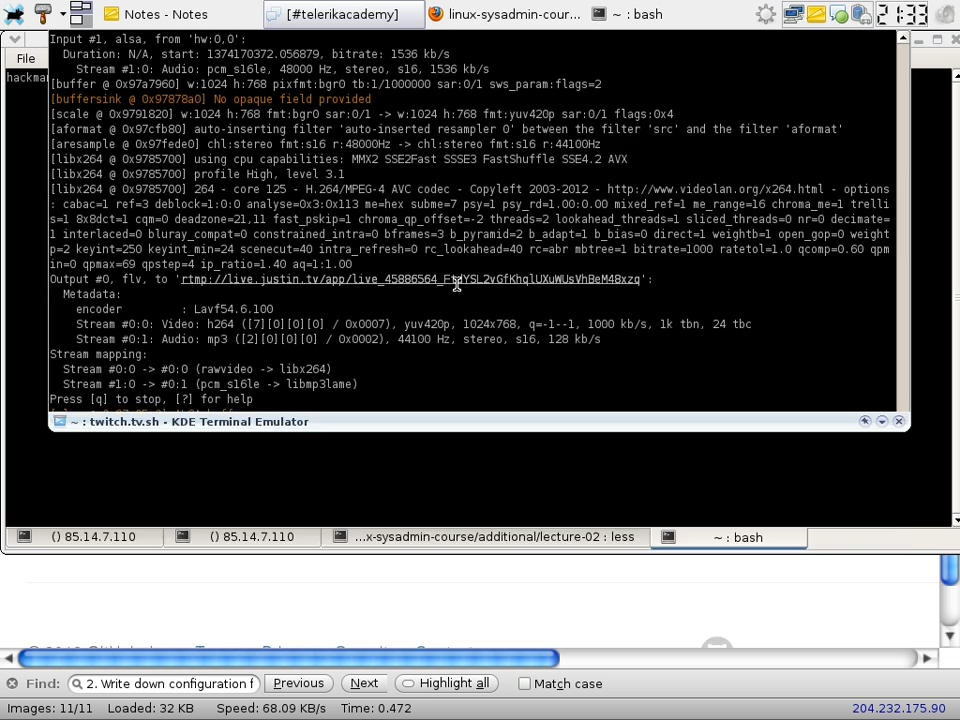 Notes - Notes
[#telerikacademy]
linux-sysadmin-cour...
~ : bash
21:33
File
hackma
Input #1, alsa, from 'hw:0,0':
Duration: N/A, start: 1374170372.056879, bitrate: 1536 kb/s
Stream #1:0: Audio: pcm_s16le, 48000 Hz, stereo, s16, 1536 kb/s
[buffer @ 0x97a7960] w:1024 h:768 pixfmt:bgr0 tb:1/1000000 sar:0/1 sws_param:flags=2
[buffersink @ 0x97878a0] No opaque field provided
[scale @ 0x9791820] w:1024 h:768 fmt:bgr0 sar:0/1 -> w:1024 h:768 fmt:yuv420p sar:0/1 flags:0x4
[aformat @ 0x97cfb80] auto-inserting filter 'auto-inserted resampler 0' between the filter 'src' and the filter 'aformat'
[aresample @ 0x97fede0] chl:stereo fmt:s16 r:48000Hz -> chl:stereo fmt:s16 r:44100Hz
[libx264 @ 0x9785700] using cpu capabilities: MMX2 SSE2Fast SSSE3 FastShuffle SSE4.2 AVX
[libx264 @ 0x9785700] profile High, level 3.1
[libx264 @ 0x9785700] 264 - core 125 - H.264/MPEG-4 AVC codec - Copyleft 2003-2012 - http://www.videolan.org/x264.html - options
: cabac=1 ref=3 deblock=1:0:0 analyse=0x3:0x113 me=hex subme=7 psy=1 psy_rd=1.00:0.00 mixed_ref=1 me_range=16 chroma_me=1 trelli
s=1 8x8dct=1 cqm=0 deadzone=21,11 fast_pskip=1 chroma_qp_offset=-2 threads=2 lookahead_threads=1 sliced_threads=0 nr=0 decimate=
1 interlaced=0 bluray_compat=0 constrained_intra=0 bframes=3 b_pyramid=2 b_adapt=1 b_bias=0 direct=1 weightb=1 open_gop=0 weight
p=2 keyint=250 keyint_min=24 scenecut=40 intra_refresh=0 rc_lookahead=40 rc=abr mbtree=1 bitrate=1000 ratetol=1.0 qcomp=0.60 qpm
in=0 qpmax=69 qpstep=4 ip_ratio=1.40 aq=1:1.00
Output #0, flv, to
Metadata:
encoder : Lavf54.6.100
Stream #0:0: Video: h264 ([7][0][0][0] / 0x0007), yuv420p, 1024x768, q=-1--1, 1000 kb/s, 1k tbn, 24 tbc
Stream #0:1: Audio: mp3 ([2][0][0][0] / 0x0002), 44100 Hz, stereo, s16, 128 kb/s
Stream mapping:
Stream #0:0 -> #0:0 (rawvideo -> libx264)
Stream #1:0 -> #0:1 (pcm_s16le -> libmp3lame)
Press [q] to stop, [?] for help
~ : twitch.tv.sh - KDE Terminal Emulator
() 85.14.7.110
() 85.14.7.110
...x-sysadmin-course/additional/lecture-02 : less
~ : bash
Find: 2. Write down configuration f Previous Next Highlight all Match case
Images: 11/11 Loaded: 32 KB Speed: 68.09 KB/s Time: 0.472 204.232.175.90